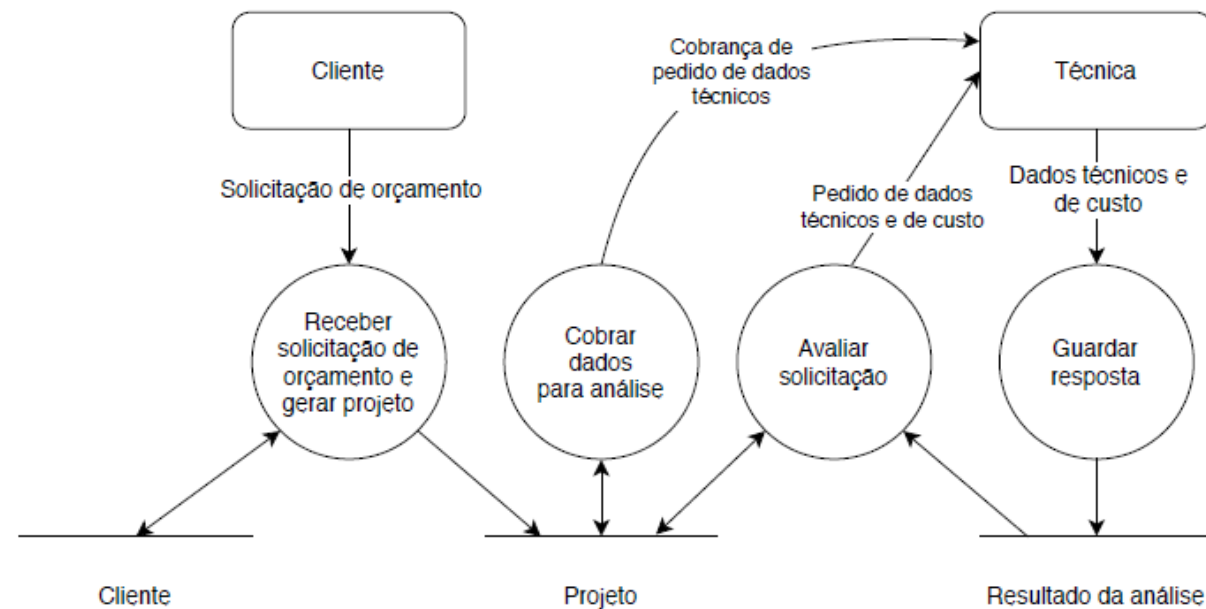 Cliente
Cobrança de
pedido de dados
técnicos
Técnica
Solicitação de orçamento
Pedido de dados
técnicos e de custo
Dados técnicos e
de custo
Receber
solicitação de
orçamento e
gerar projeto
Cobrar
dados
para análise
Avaliar
solicitação
Guardar
resposta
Cliente
Projeto
Resultado da análise